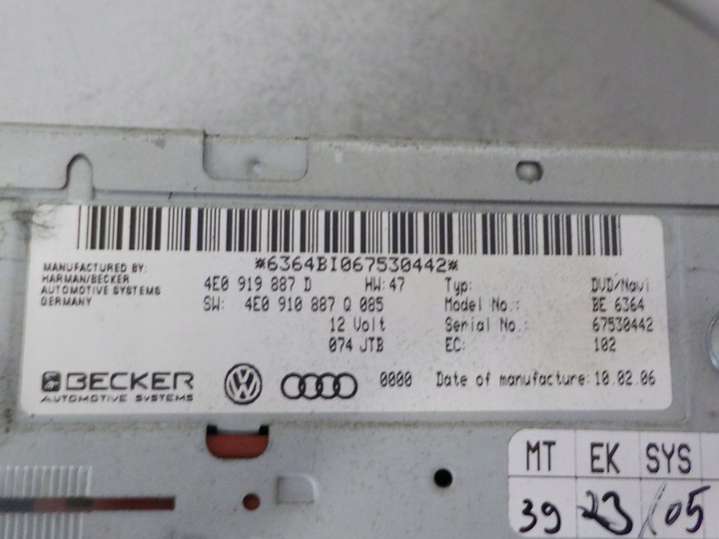 *6364BI067530442*
MANUFACTURED BY:
HARMAN/BECKER
AUTOMOTIVE SYSTEMS
GERMANY
4E0 919 887 D HW:47
SW: 4E0 910 887 Q 085
12 Volt
074 JTB
Typ: DVD/Navi
Model No.: BE 6364
Serial No.: 67530442
EC: 102
BECKER
AUTOMOTIVE SYSTEMS
VW
0000 Date of manufacture: 10.02.06
MT EK SYS
39 23 05